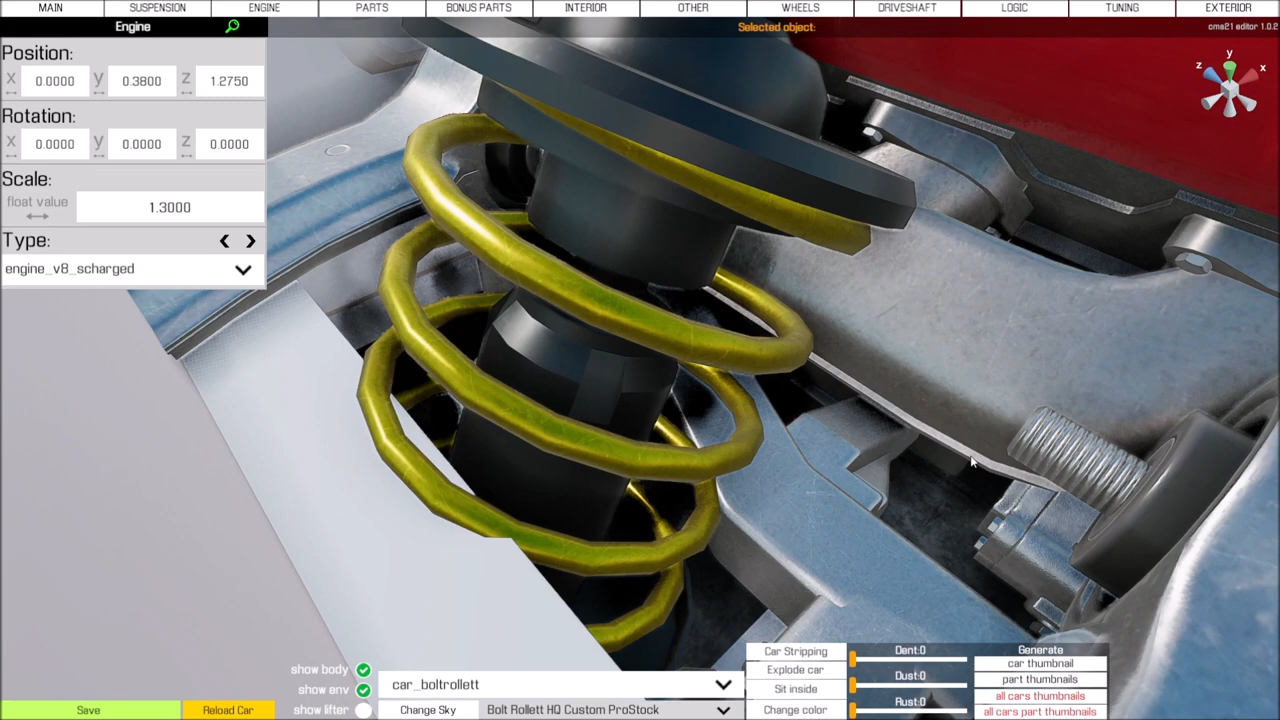 MAIN SUSPENSION ENGINE PARTS BONUS PARTS INTERIOR OTHER WHEELS DRIVESHAFT LOGIC TUNING EXTERIOR
Engine
Selected object:
cms21 editor 1.0.2
Position:
x 0.0000 y 0.3800 z 1.2750
Rotation:
x 0.0000 y 0.0000 z 0.0000
Scale:
float value 1.3000
Type:
engine_v8_scharged
z y x
show body
show env
show lifter
car_boltrollett
Save
Reload Car
Change Sky
Bolt Rollett HQ Custom ProStock
Car Stripping
Explode car
Sit inside
Change color
Dent:0
Dust:0
Rust:0
Generate
car thumbnail
part thumbnails
all cars thumbnails
all cars part thumbnails